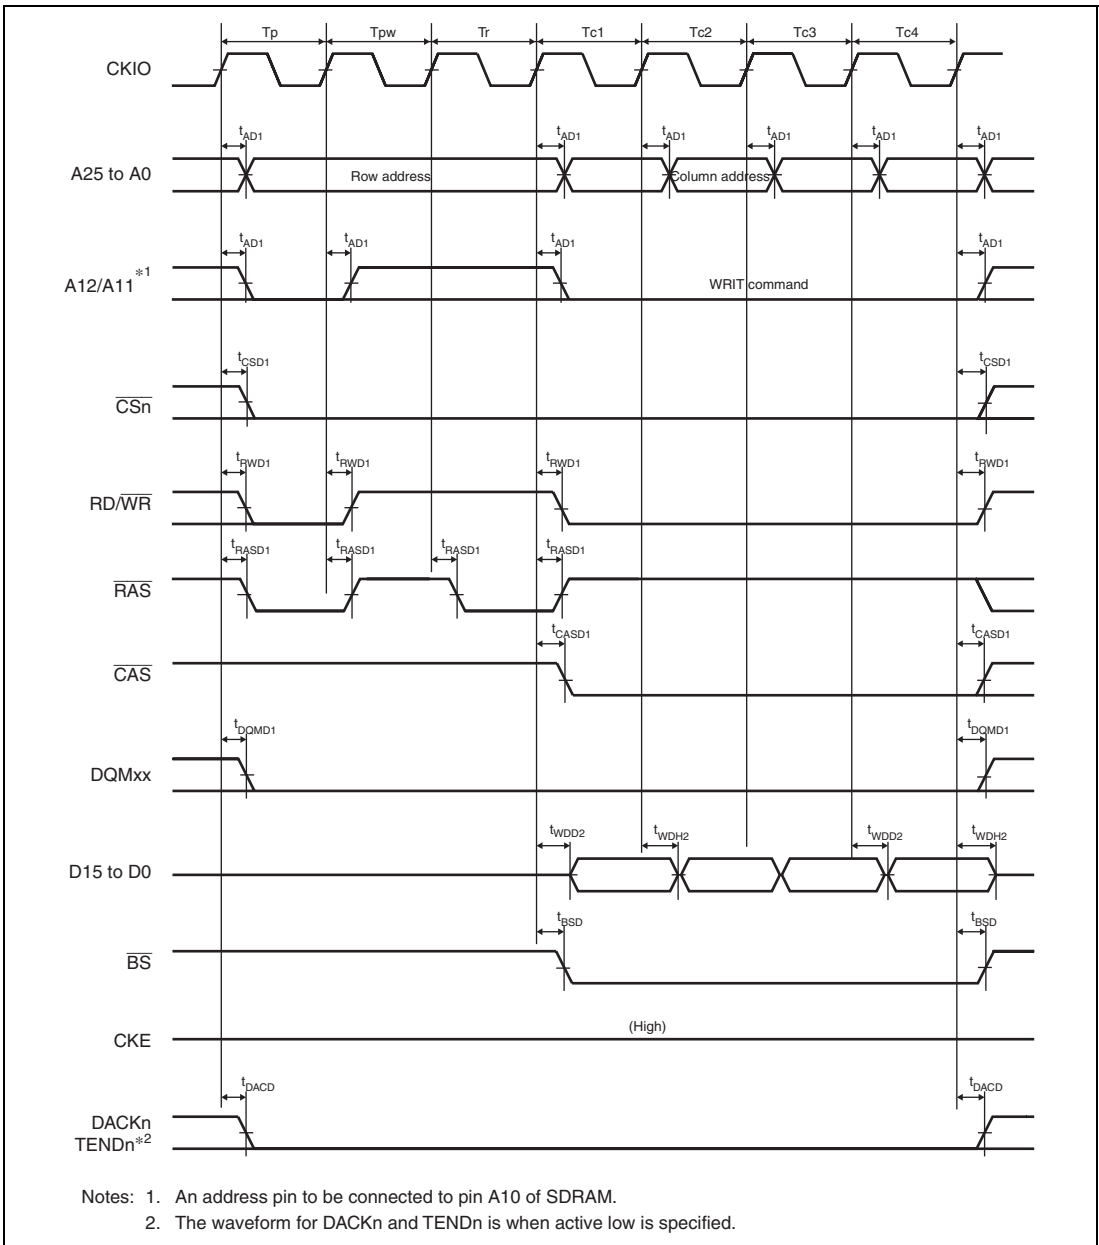 Tp Tpw Tr Tc1 Tc2 Tc3 Tc4
CKIO
tAD1 tAD1 tAD1 tAD1 tAD1 tAD1
A25 to A0 Row address Column address
tAD1 tAD1 tAD1 tAD1
A12/A11*1 WRIT command
tCSD1 tCSD1
CSn
tRWD1 tRWD1 tRWD1 tRWD1
RD/WR
tRASD1 tRASD1 tRASD1 tRASD1
RAS
tCASD1 tCASD1
CAS
tDQMD1 tDQMD1
DQMxx
tWDD2 tWDH2 tWDD2 tWDH2
D15 to D0
tBSD tBSD
BS
(High)
CKE
tDACD tDACD
DACKn
TENDn*2
Notes: 1. An address pin to be connected to pin A10 of SDRAM.
2. The waveform for DACKn and TENDn is when active low is specified.